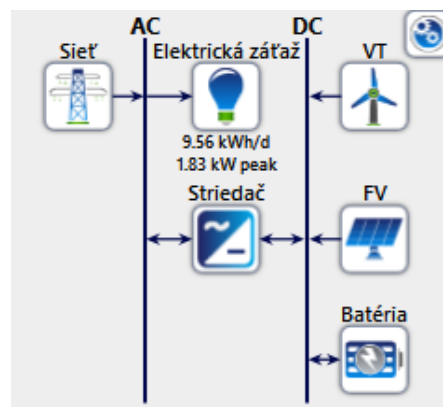 AC DC
Sieť Elektrická záťaž VT
9.56 kWh/d
1.83 kW peak
Striedač FV
Batéria